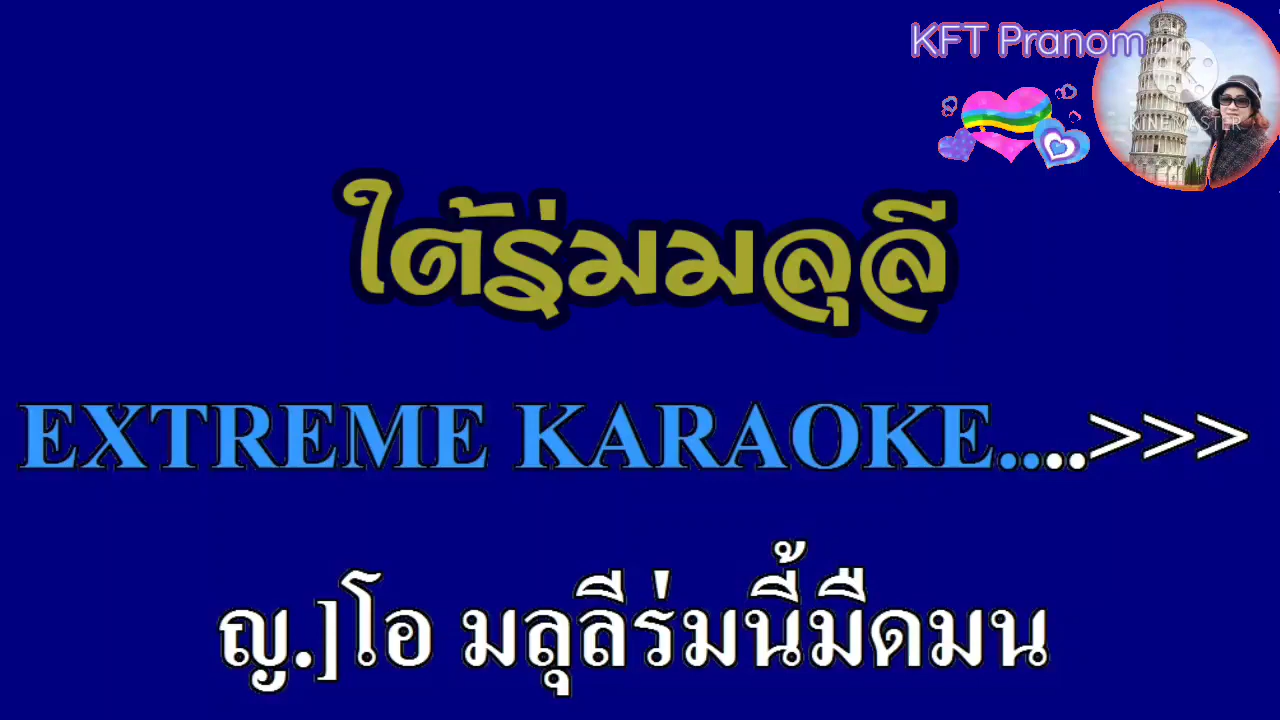 KFT Pranom
KINEMASTER
ใต้ร่มมลุลี
EXTREME KARAOKE....>>>
ญ.]โอ มลุลีร่มนี้มืดมน